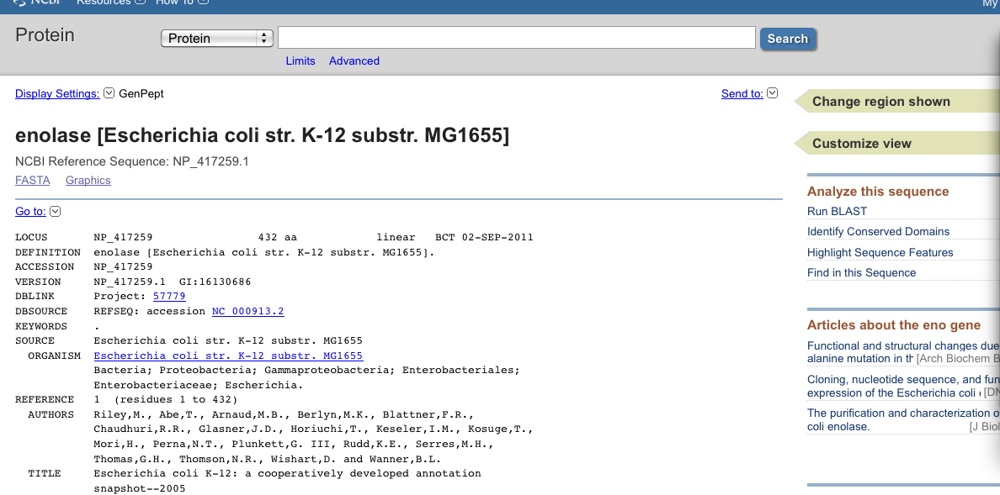 NCBI Resources How To My
Protein Protein Search
Limits Advanced
Display Settings: GenPept Send to:
enolase [Escherichia coli str. K-12 substr. MG1655]
NCBI Reference Sequence: NP_417259.1
FASTA Graphics
Go to:
LOCUS NP_417259 432 aa linear BCT 02-SEP-2011
DEFINITION enolase [Escherichia coli str. K-12 substr. MG1655].
ACCESSION NP_417259
VERSION NP_417259.1 GI:16130686
DBLINK Project: 57779
DBSOURCE REFSEQ: accession NC_000913.2
KEYWORDS .
SOURCE Escherichia coli str. K-12 substr. MG1655
ORGANISM Escherichia coli str. K-12 substr. MG1655
Bacteria; Proteobacteria; Gammaproteobacteria; Enterobacteriales;
Enterobacteriaceae; Escherichia.
REFERENCE 1 (residues 1 to 432)
AUTHORS Riley,M., Abe,T., Arnaud,M.B., Berlyn,M.K., Blattner,F.R.,
Chaudhuri,R.R., Glasner,J.D., Horiuchi,T., Keseler,I.M., Kosuge,T.,
Mori,H., Perna,N.T., Plunkett,G. III, Rudd,K.E., Serres,M.H.,
Thomas,G.H., Thomson,N.R., Wishart,D. and Wanner,B.L.
TITLE Escherichia coli K-12: a cooperatively developed annotation
snapshot--2005
Change region shown
Customize view
Analyze this sequence
Run BLAST
Identify Conserved Domains
Highlight Sequence Features
Find in this Sequence
Articles about the eno gene
Functional and structural changes due
alanine mutation in th [Arch Biochem B
Cloning, nucleotide sequence, and fun
expression of the Escherichia coli [DN
The purification and characterization o
coli enolase. [J Biol